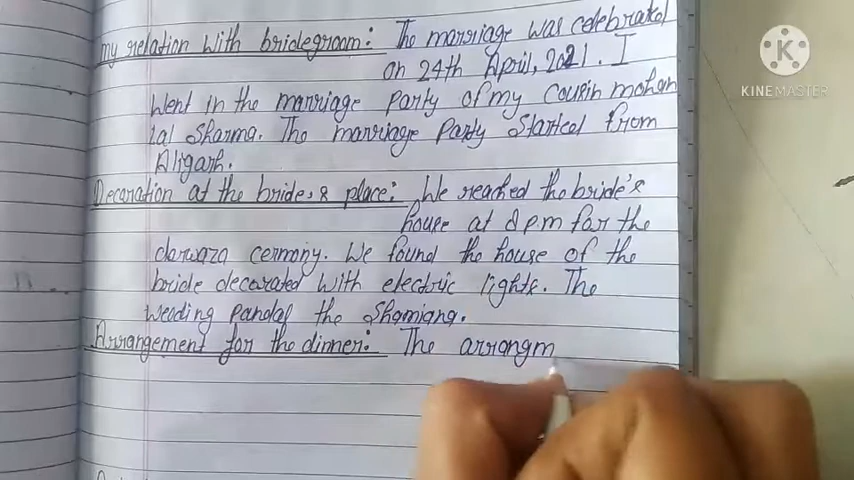 my relation with bridegroom: The marriage was celebrated
on 24th April, 2021. I
went in the marriage party of my cousin mohan
lal Sharma. The marriage party started from
Aligarh.
Decoration at the bride,s place: We reached the bride's
house at 8 pm for the
darwaza cermony. We found the house of the
bride decorated with electric lights. The
weading pandal the Shamiana.
Arrangement for the dinner: The arrangm
K
KINEMASTER